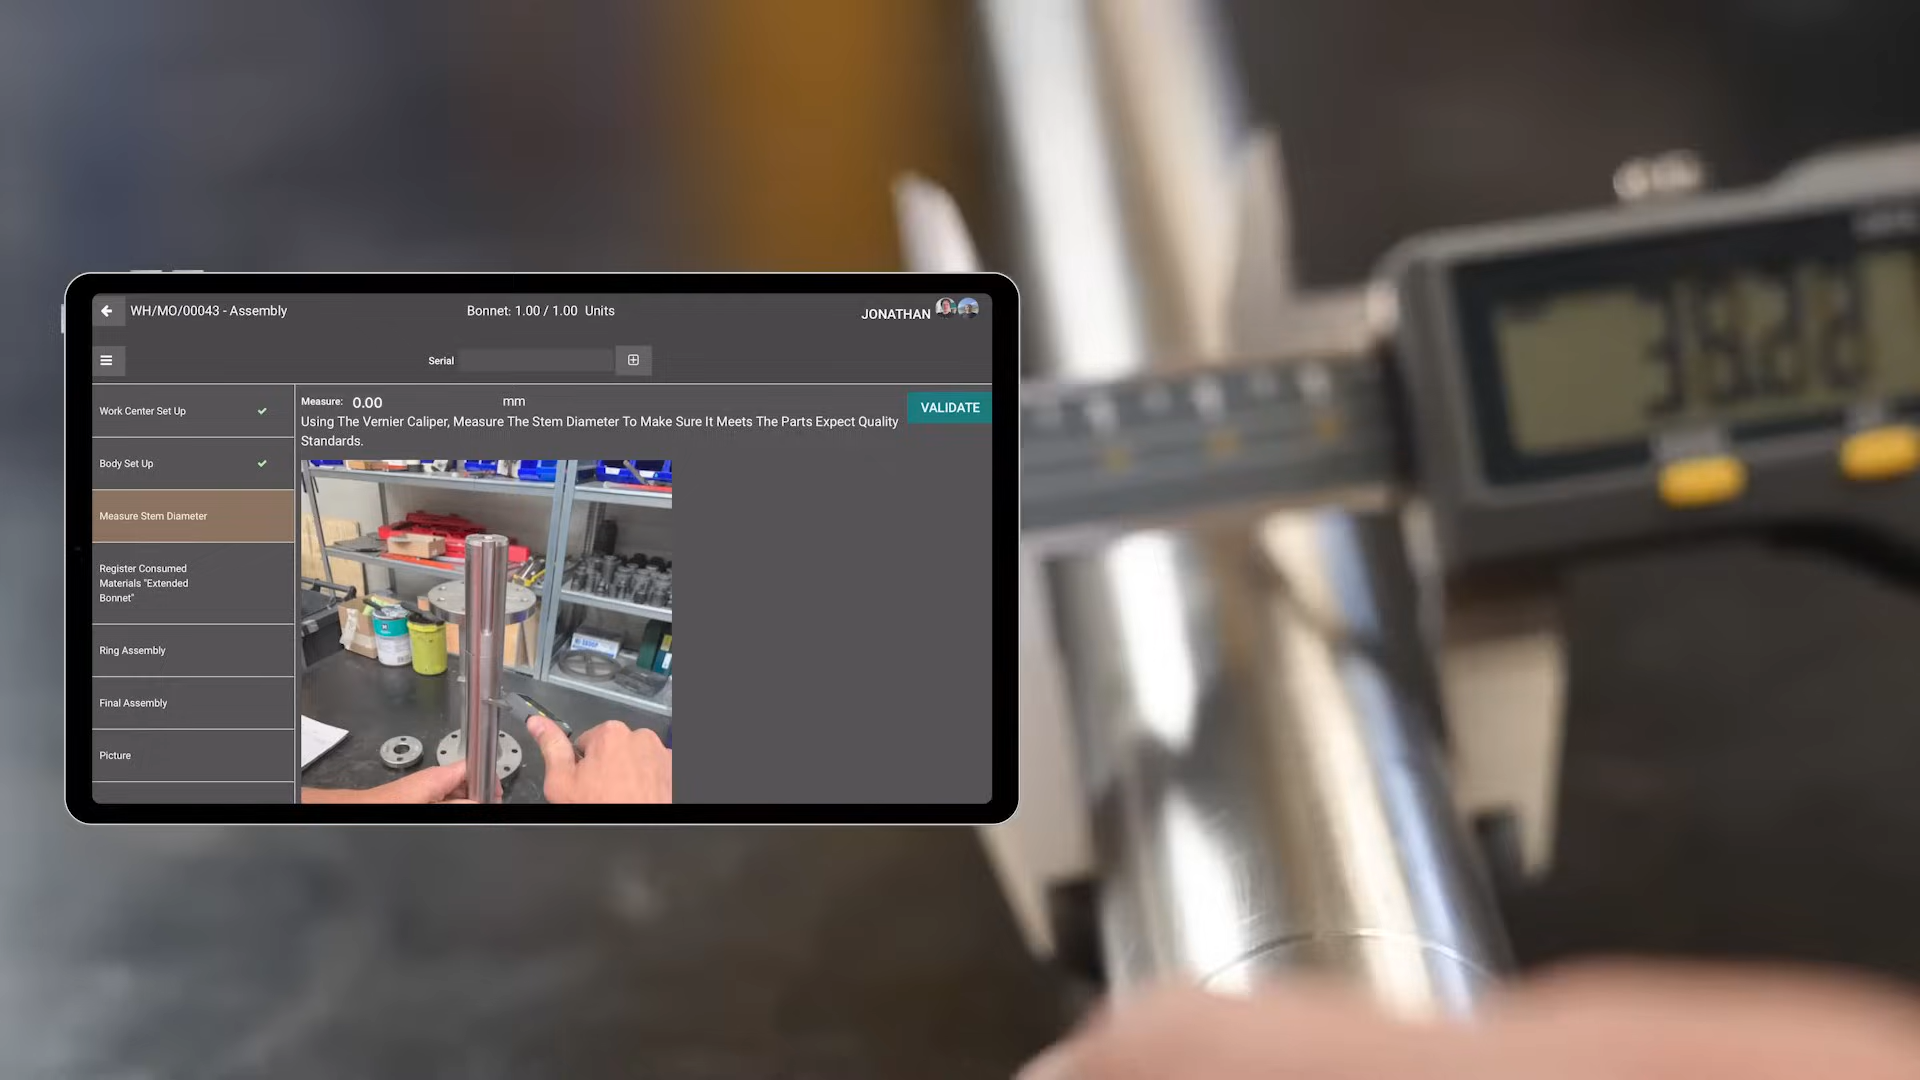 WH/MO/00043 - Assembly
Bonnet: 1.00 / 1.00 Units
JONATHAN
Serial
Work Center Set Up
Body Set Up
Measure Stem Diameter
Register Consumed
Materials "Extended
Bonnet"
Ring Assembly
Final Assembly
Picture
Measure: 0.00 mm
VALIDATE
Using The Vernier Caliper, Measure The Stem Diameter To Make Sure It Meets The Parts Expect Quality
Standards.